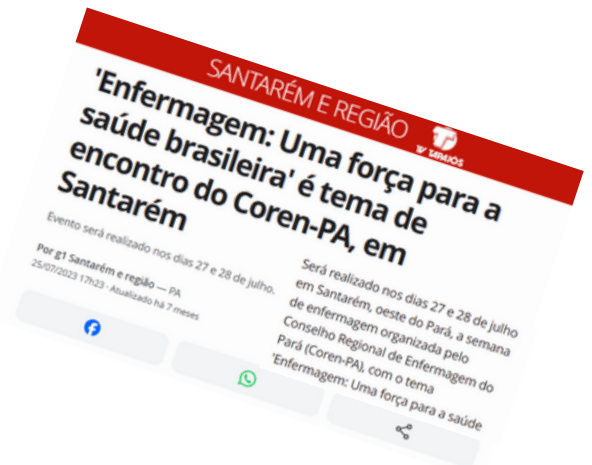 SANTARÉM E REGIÃO
TV TAPAJÓS
'Enfermagem: Uma força para a
saúde brasileira' é tema de
encontro do Coren-PA, em
Santarém
Evento será realizado nos dias 27 e 28 de julho.
Por g1 Santarém e região — PA
25/07/2023 17h23 · Atualizado há 7 meses
Será realizado nos dias 27 e 28 de julho
em Santarém, oeste do Pará, a semana
de enfermagem organizada pelo
Conselho Regional de Enfermagem do
Pará (Coren-PA), com o tema
'Enfermagem: Uma força para a saúde